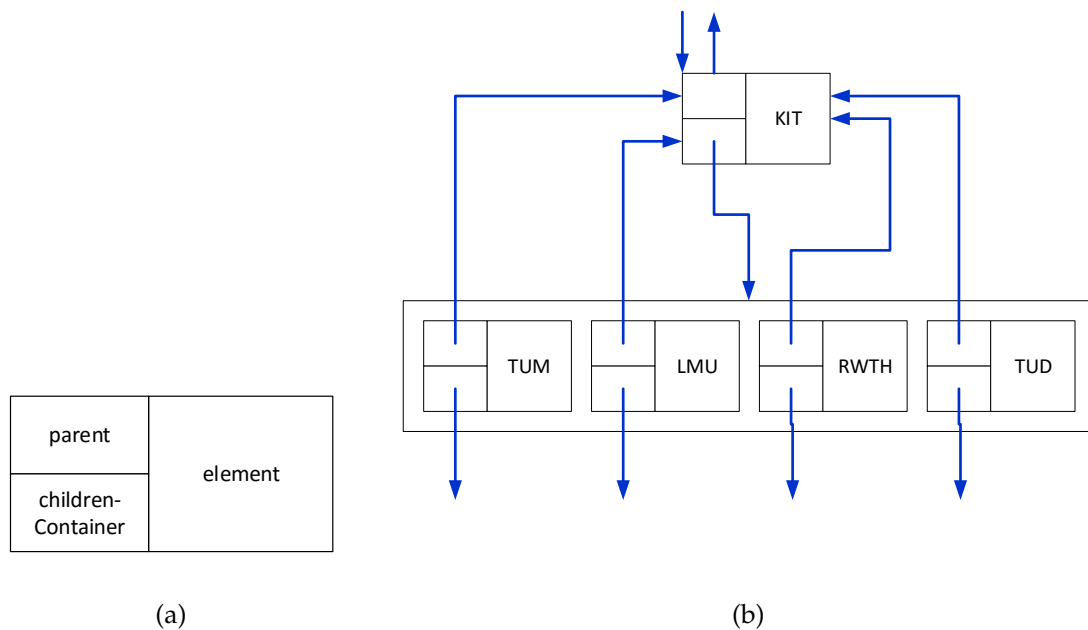 KIT
TUM
LMU
RWTH
TUD
parent
element
children-
Container
(a)
(b)